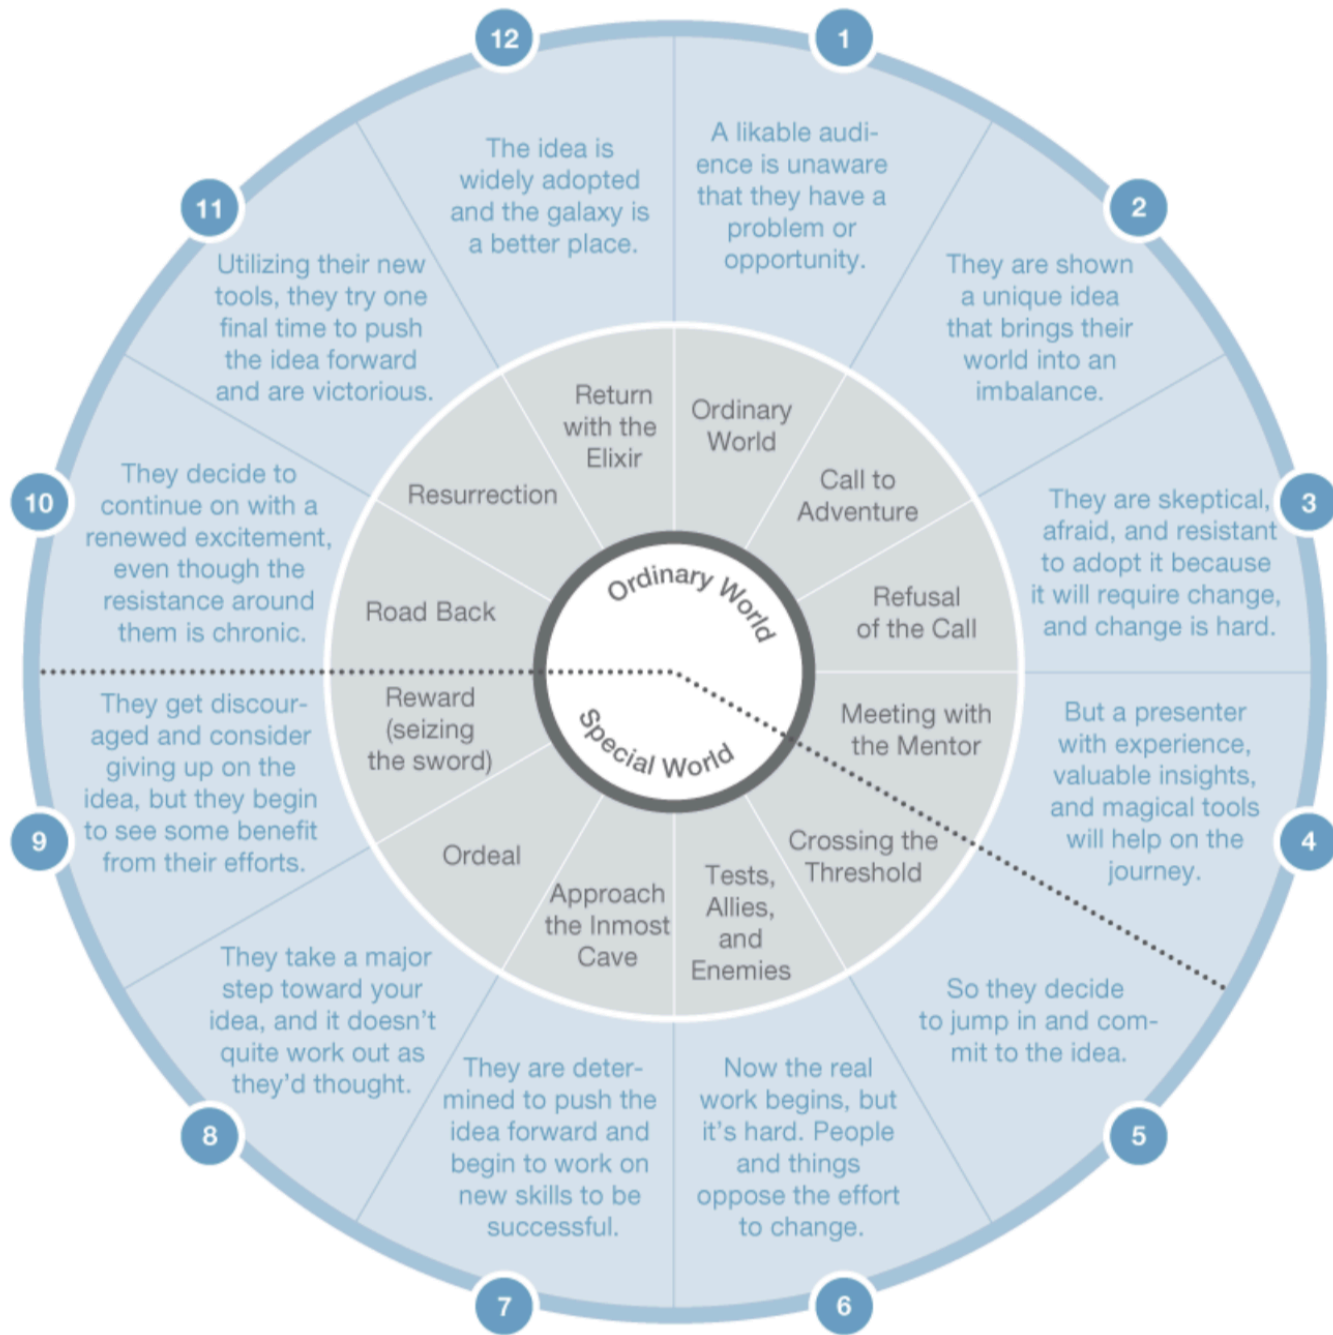 1
A likable audi-
ence is unaware
that they have a
problem or
opportunity.
Ordinary
World
2
They are shown
a unique idea
that brings their
world into an
imbalance.
Call to
Adventure
3
They are skeptical,
afraid, and resistant
to adopt it because
it will require change,
and change is hard.
Refusal
of the Call
4
But a presenter
with experience,
valuable insights,
and magical tools
will help on the
journey.
Meeting with
the Mentor
5
So they decide
to jump in and com-
mit to the idea.
Crossing the
Threshold
6
Now the real
work begins, but
it's hard. People
and things
oppose the effort
to change.
Tests,
Allies,
and
Enemies
7
They are deter-
mined to push the
idea forward and
begin to work on
new skills to be
successful.
Approach
the Inmost
Cave
8
They take a major
step toward your
idea, and it doesn't
quite work out as
they'd thought.
Ordeal
9
They get discour-
aged and consider
giving up on the
idea, but they begin
to see some benefit
from their efforts.
Reward
(seizing
the sword)
10
They decide to
continue on with a
renewed excitement,
even though the
resistance around
them is chronic.
Road Back
11
Utilizing their new
tools, they try one
final time to push
the idea forward
and are victorious.
Resurrection
12
The idea is
widely adopted
and the galaxy is
a better place.
Return
with the
Elixir
Ordinary World
Special World